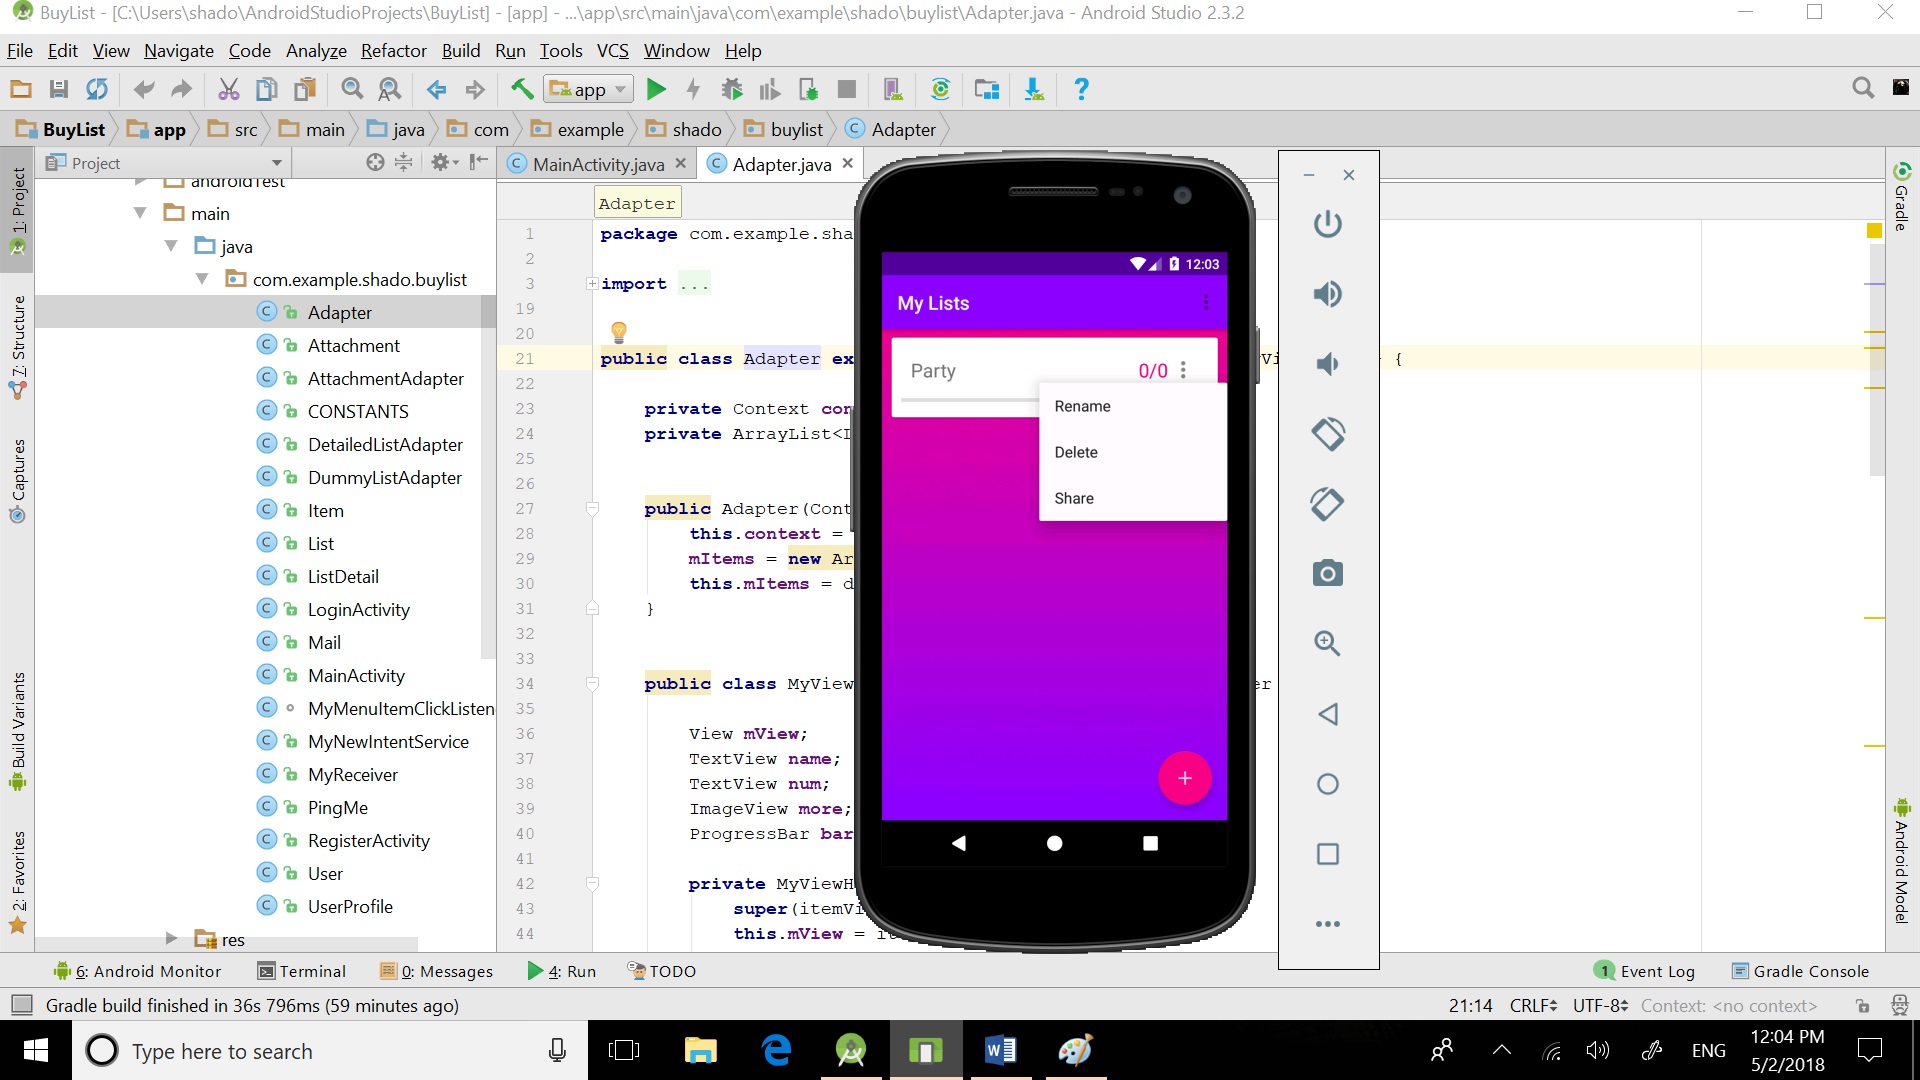 BuyList - [C:\Users\shado\AndroidStudioProjects\BuyList] - [app] - ...\app\src\main\java\com\example\shado\buylist\Adapter.java - Android Studio 2.3.2
File Edit View Navigate Code Analyze Refactor Build Run Tools VCS Window Help
app
BuyList app src main java com example shado buylist Adapter
Project
MainActivity.java
Adapter.java
1: Project
7: Structure
Captures
Build Variants
2: Favorites
androidTest
main
java
com.example.shado.buylist
Adapter
Attachment
AttachmentAdapter
CONSTANTS
DetailedListAdapter
DummyListAdapter
Item
List
ListDetail
LoginActivity
Mail
MainActivity
MyMenuItemClickListen
MyNewIntentService
MyReceiver
PingMe
RegisterActivity
User
UserProfile
res
Adapter
1 package com.example.sha
2
3 import ...
19
20
21 public class Adapter ex Vi {
22
23 private Context con
24 private ArrayList<I
25
26
27 public Adapter(Cont
28 this.context =
29 mItems = new Ar
30 this.mItems = d
31 }
32
33
34 public class MyView er
35
36 View mView;
37 TextView name;
38 TextView num;
39 ImageView more;
40 ProgressBar bar
41
42 private MyViewH
43 super(itemVi
44 this.mView = i
12:03
My Lists
Party 0/0
Rename
Delete
Share
Gradle
Android Model
6: Android Monitor Terminal 0: Messages 4: Run TODO 1 Event Log Gradle Console
Gradle build finished in 36s 796ms (59 minutes ago) 21:14 CRLF UTF-8 Context: <no context>
Type here to search
ENG
12:04 PM
5/2/2018